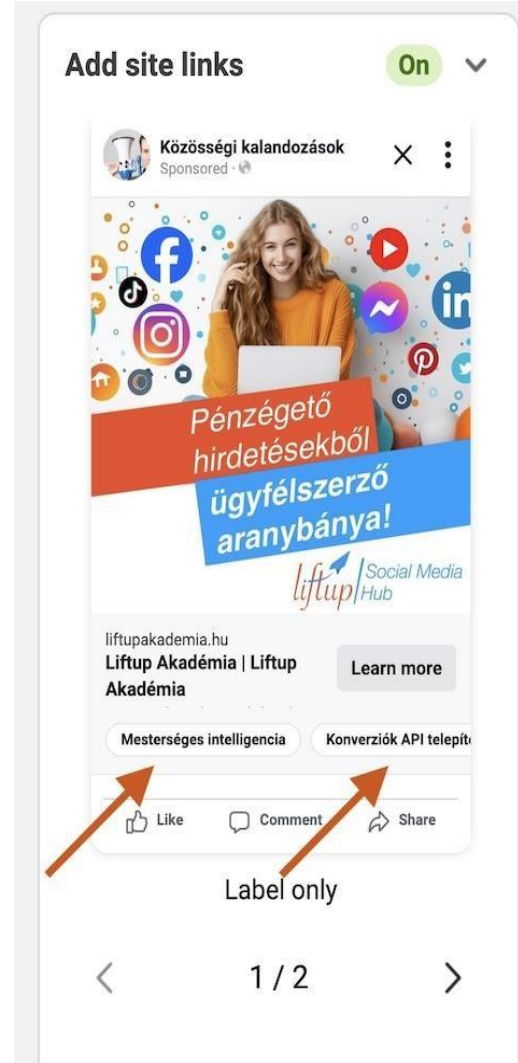 Add site links
On
Közösségi kalandozások
Sponsored ·
in
Pénzégető
hirdetésekből
ügyfélszerző
aranybánya!
liftup Social Media
Hub
liftupakademia.hu
Liftup Akadémia | Liftup
Akadémia
Learn more
Mesterséges intelligencia
Konverziók API telepít
Like
Comment
Share
Label only
1 / 2